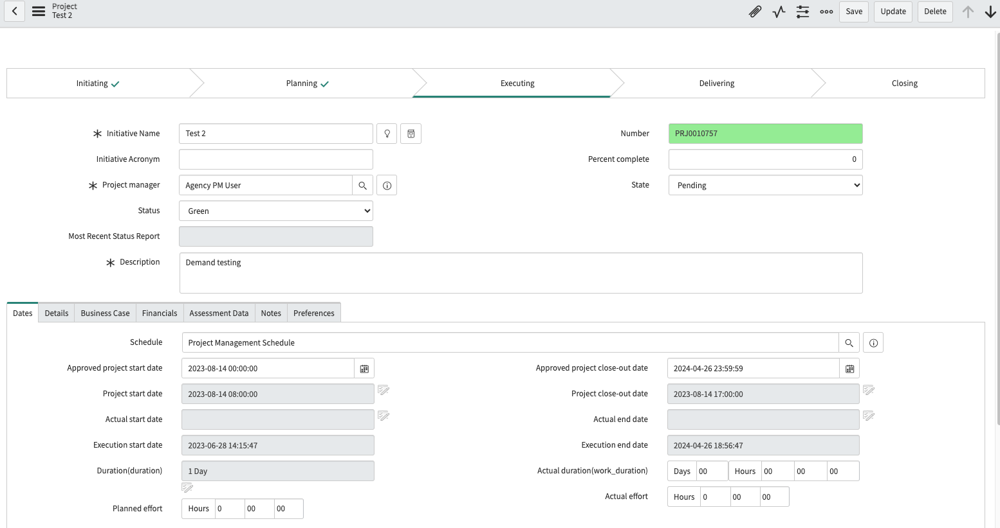 Project
Test 2
Save Update Delete
Initiating Planning Executing Delivering Closing
Initiative Name Test 2 Number PRJ0010757
Initiative Acronym Percent complete 0
Project manager Agency PM User State Pending
Status Green
Most Recent Status Report
Description Demand testing
Dates Details Business Case Financials Assessment Data Notes Preferences
Schedule Project Management Schedule
Approved project start date 2023-08-14 00:00:00 Approved project close-out date 2024-04-26 23:59:59
Project start date 2023-08-14 08:00:00 Project close-out date 2023-08-14 17:00:00
Actual start date Actual end date
Execution start date 2023-06-28 14:15:47 Execution end date 2024-04-26 18:56:47
Duration(duration) 1 Day Actual duration(work_duration) Days 00 Hours 00 00 00
Actual effort Hours 0 00 00
Planned effort Hours 0 00 00